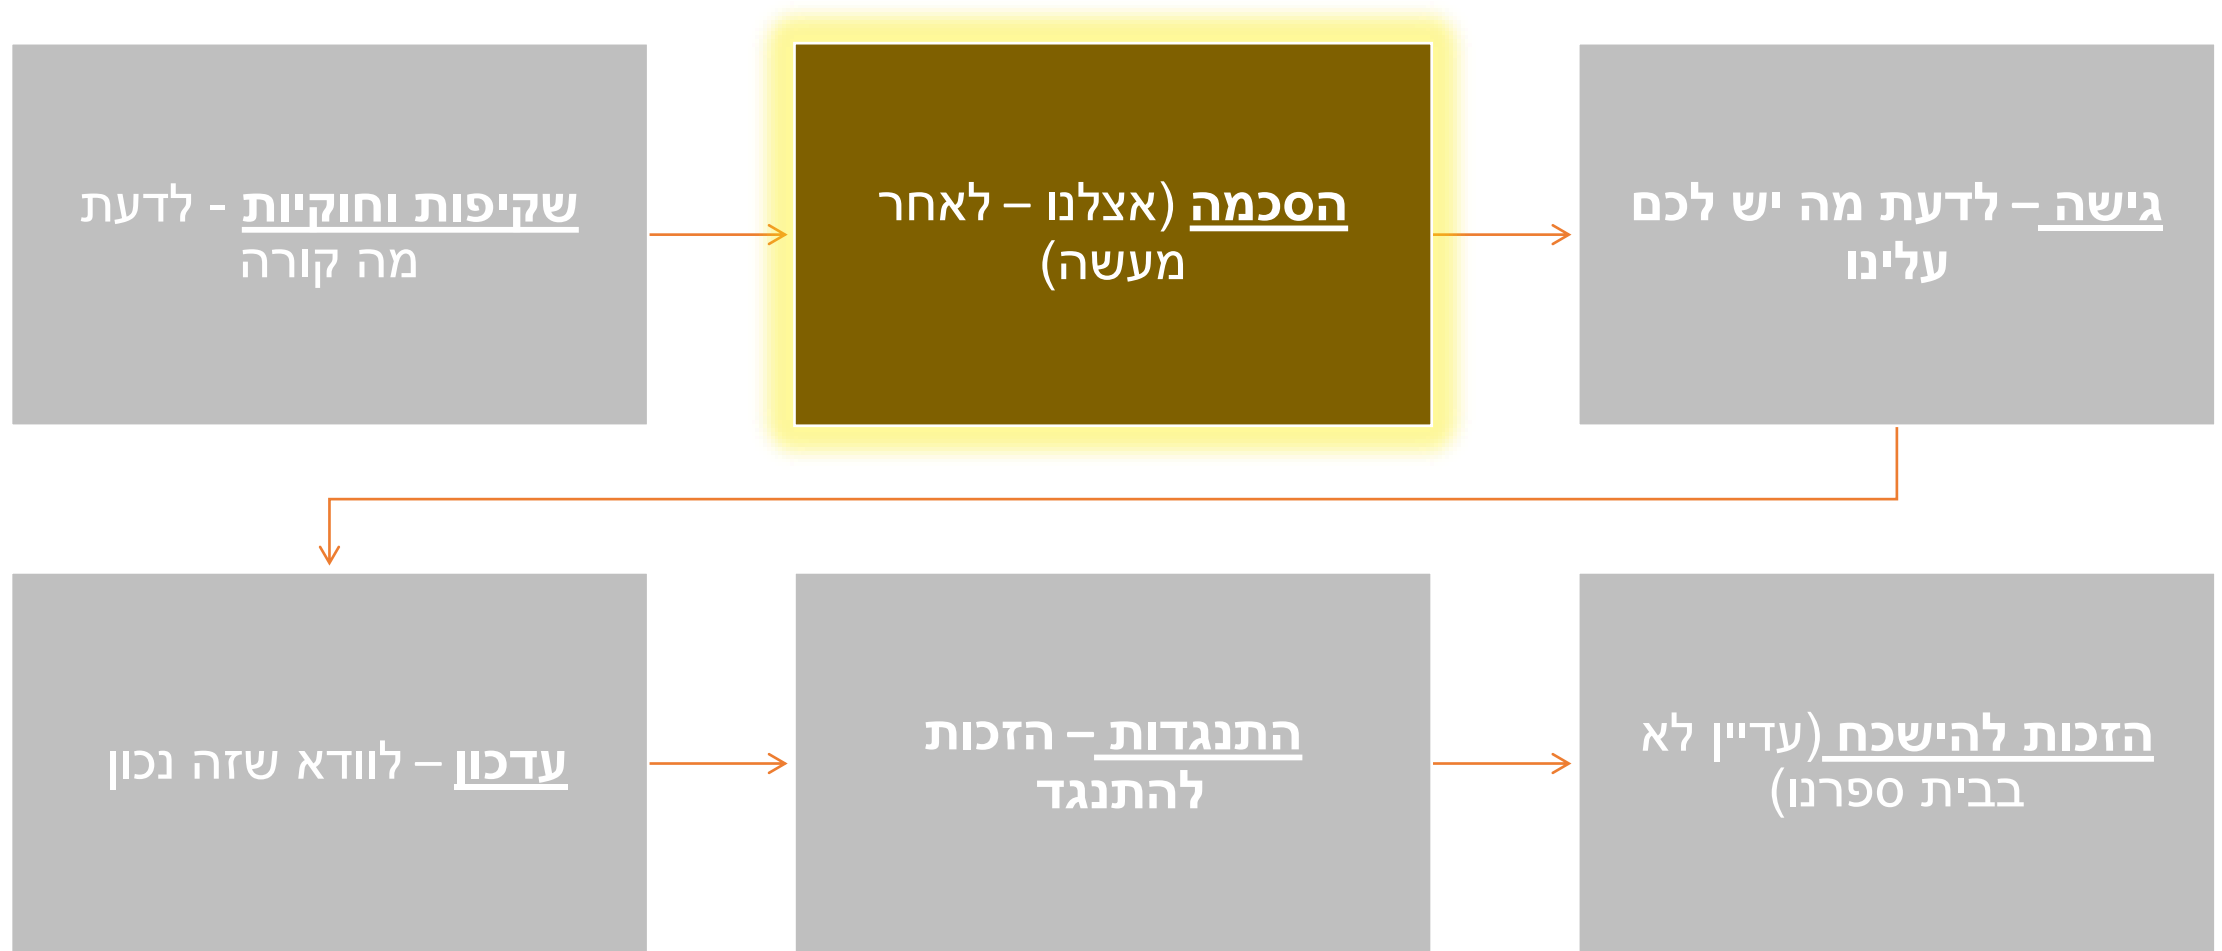 שקיפות וחוקיות - לדעת
מה קורה
הסכמה (אצלנו – לאחר
מעשה)
גישה – לדעת מה יש לכם
עלינו
עדכון – לוודא שזה נכון
התנגדות – הזכות
להתנגד
הזכות להישכח (עדיין לא
בבית ספרנו)